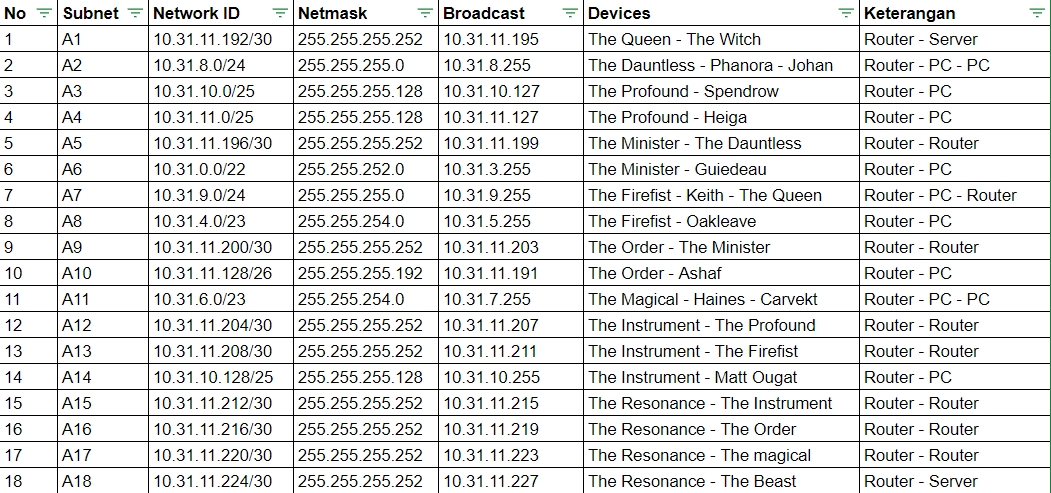 No Subnet Network ID Netmask Broadcast Devices Keterangan
1 A1 10.31.11.192/30 255.255.255.252 10.31.11.195 The Queen - The Witch Router - Server
2 A2 10.31.8.0/24 255.255.255.0 10.31.8.255 The Dauntless - Phanora - Johan Router - PC - PC
3 A3 10.31.10.0/25 255.255.255.128 10.31.10.127 The Profound - Spendrow Router - PC
4 A4 10.31.11.0/25 255.255.255.128 10.31.11.127 The Profound - Heiga Router - PC
5 A5 10.31.11.196/30 255.255.255.252 10.31.11.199 The Minister - The Dauntless Router - Router
6 A6 10.31.0.0/22 255.255.252.0 10.31.3.255 The Minister - Guiedeau Router - PC
7 A7 10.31.9.0/24 255.255.255.0 10.31.9.255 The Firefist - Keith - The Queen Router - PC - Router
8 A8 10.31.4.0/23 255.255.254.0 10.31.5.255 The Firefist - Oakleave Router - PC
9 A9 10.31.11.200/30 255.255.255.252 10.31.11.203 The Order - The Minister Router - Router
10 A10 10.31.11.128/26 255.255.255.192 10.31.11.191 The Order - Ashaf Router - PC
11 A11 10.31.6.0/23 255.255.254.0 10.31.7.255 The Magical - Haines - Carvekt Router - PC - PC
12 A12 10.31.11.204/30 255.255.255.252 10.31.11.207 The Instrument - The Profound Router - Router
13 A13 10.31.11.208/30 255.255.255.252 10.31.11.211 The Instrument - The Firefist Router - Router
14 A14 10.31.10.128/25 255.255.255.128 10.31.10.255 The Instrument - Matt Ougat Router - PC
15 A15 10.31.11.212/30 255.255.255.252 10.31.11.215 The Resonance - The Instrument Router - Router
16 A16 10.31.11.216/30 255.255.255.252 10.31.11.219 The Resonance - The Order Router - Router
17 A17 10.31.11.220/30 255.255.255.252 10.31.11.223 The Resonance - The magical Router - Router
18 A18 10.31.11.224/30 255.255.255.252 10.31.11.227 The Resonance - The Beast Router - Server